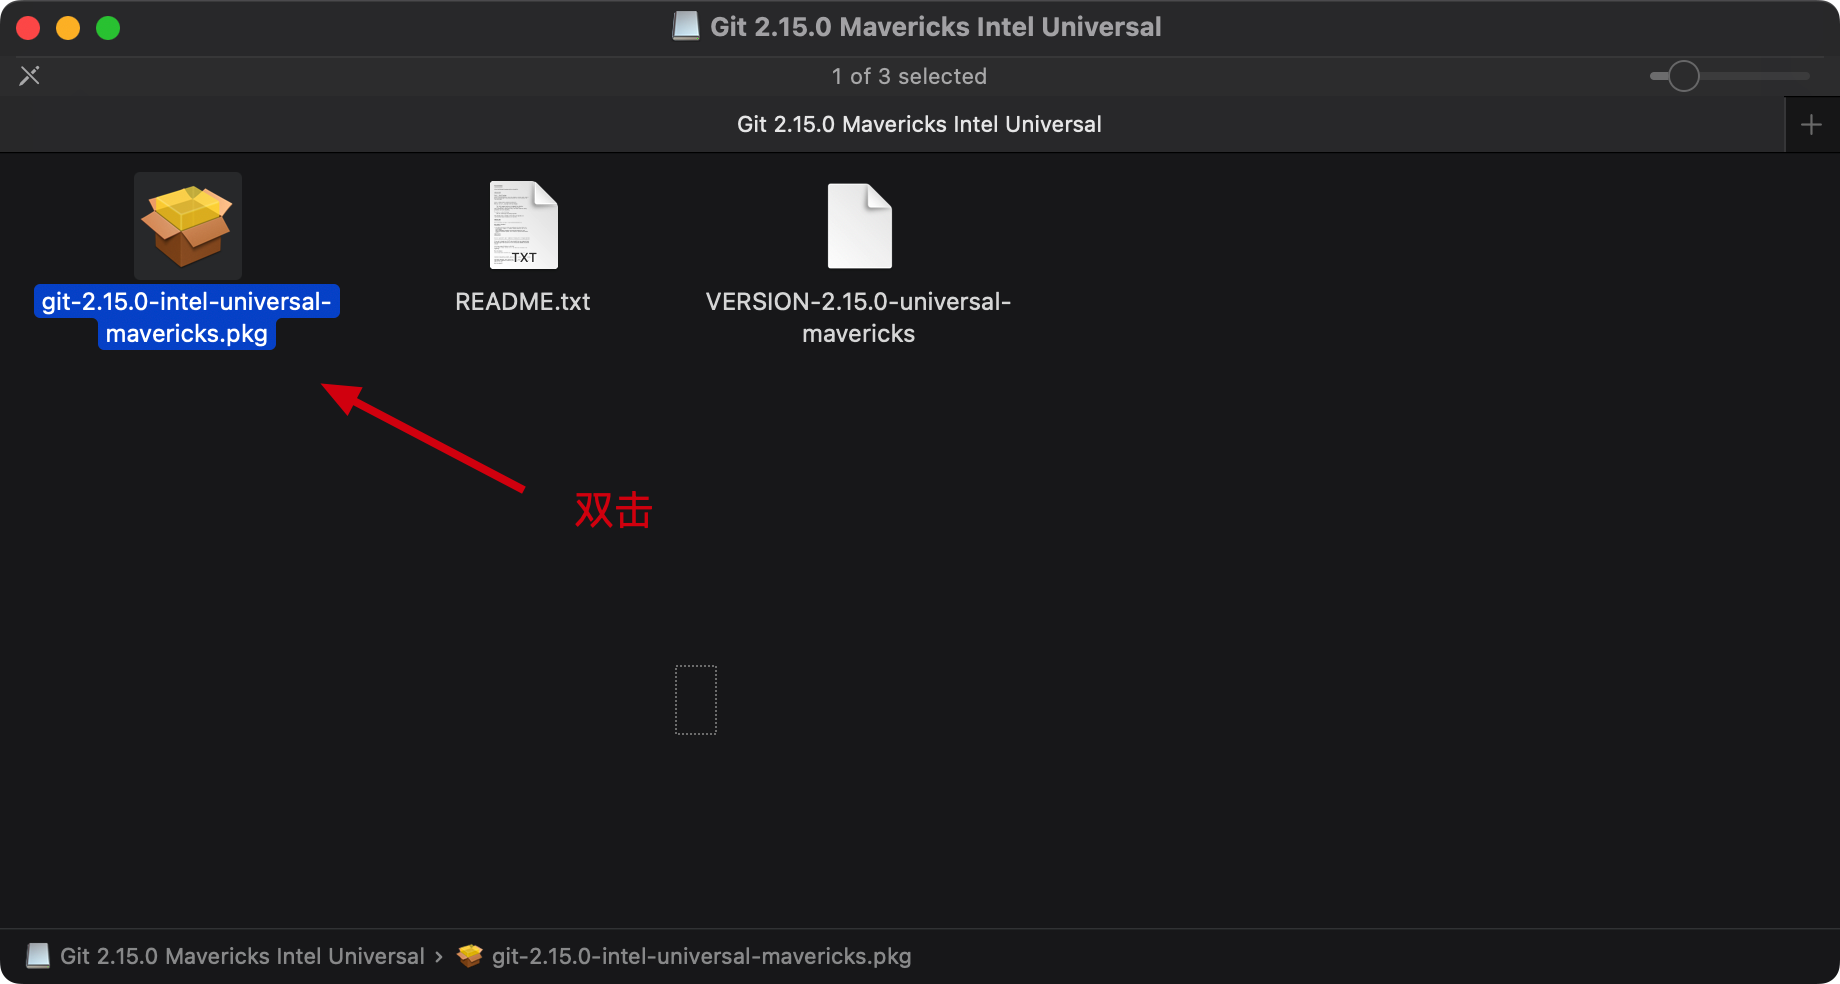 Git 2.15.0 Mavericks Intel Universal
1 of 3 selected
Git 2.15.0 Mavericks Intel Universal
TXT
git-2.15.0-intel-universal-
mavericks.pkg
README.txt
VERSION-2.15.0-universal-
mavericks
双击
Git 2.15.0 Mavericks Intel Universal › git-2.15.0-intel-universal-mavericks.pkg